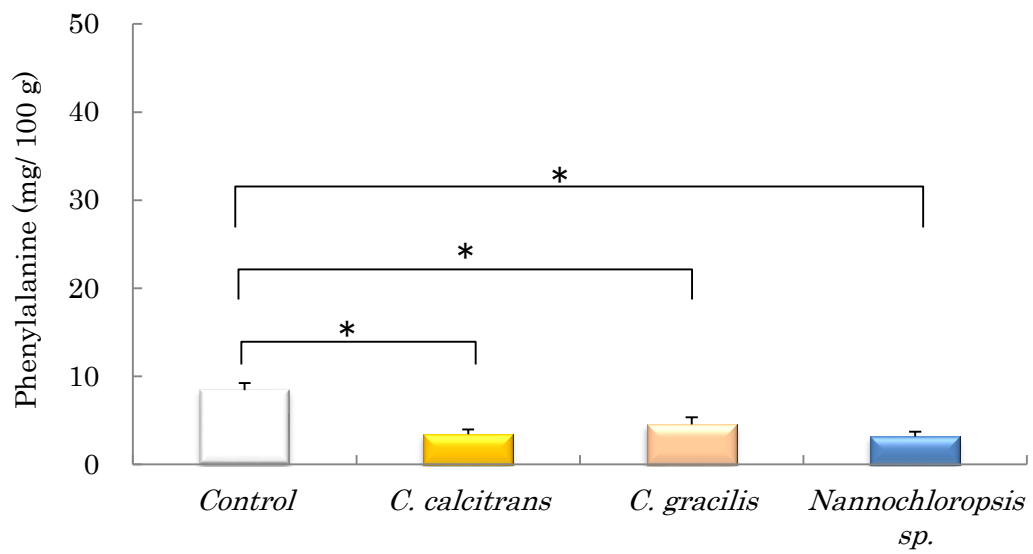 Phenylalanine (mg/ 100 g)
50
40
30
20
10
0
*
*
*
Control
C. calcitrans
C. gracilis
Nannochloropsis
sp.